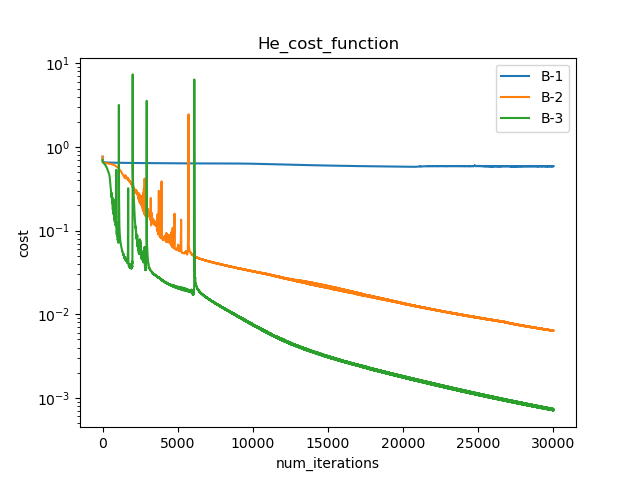 He_cost_function
B-1
B-2
B-3
cost
10¹
10⁰
10⁻¹
10⁻²
10⁻³
0 5000 10000 15000 20000 25000 30000
num_iterations